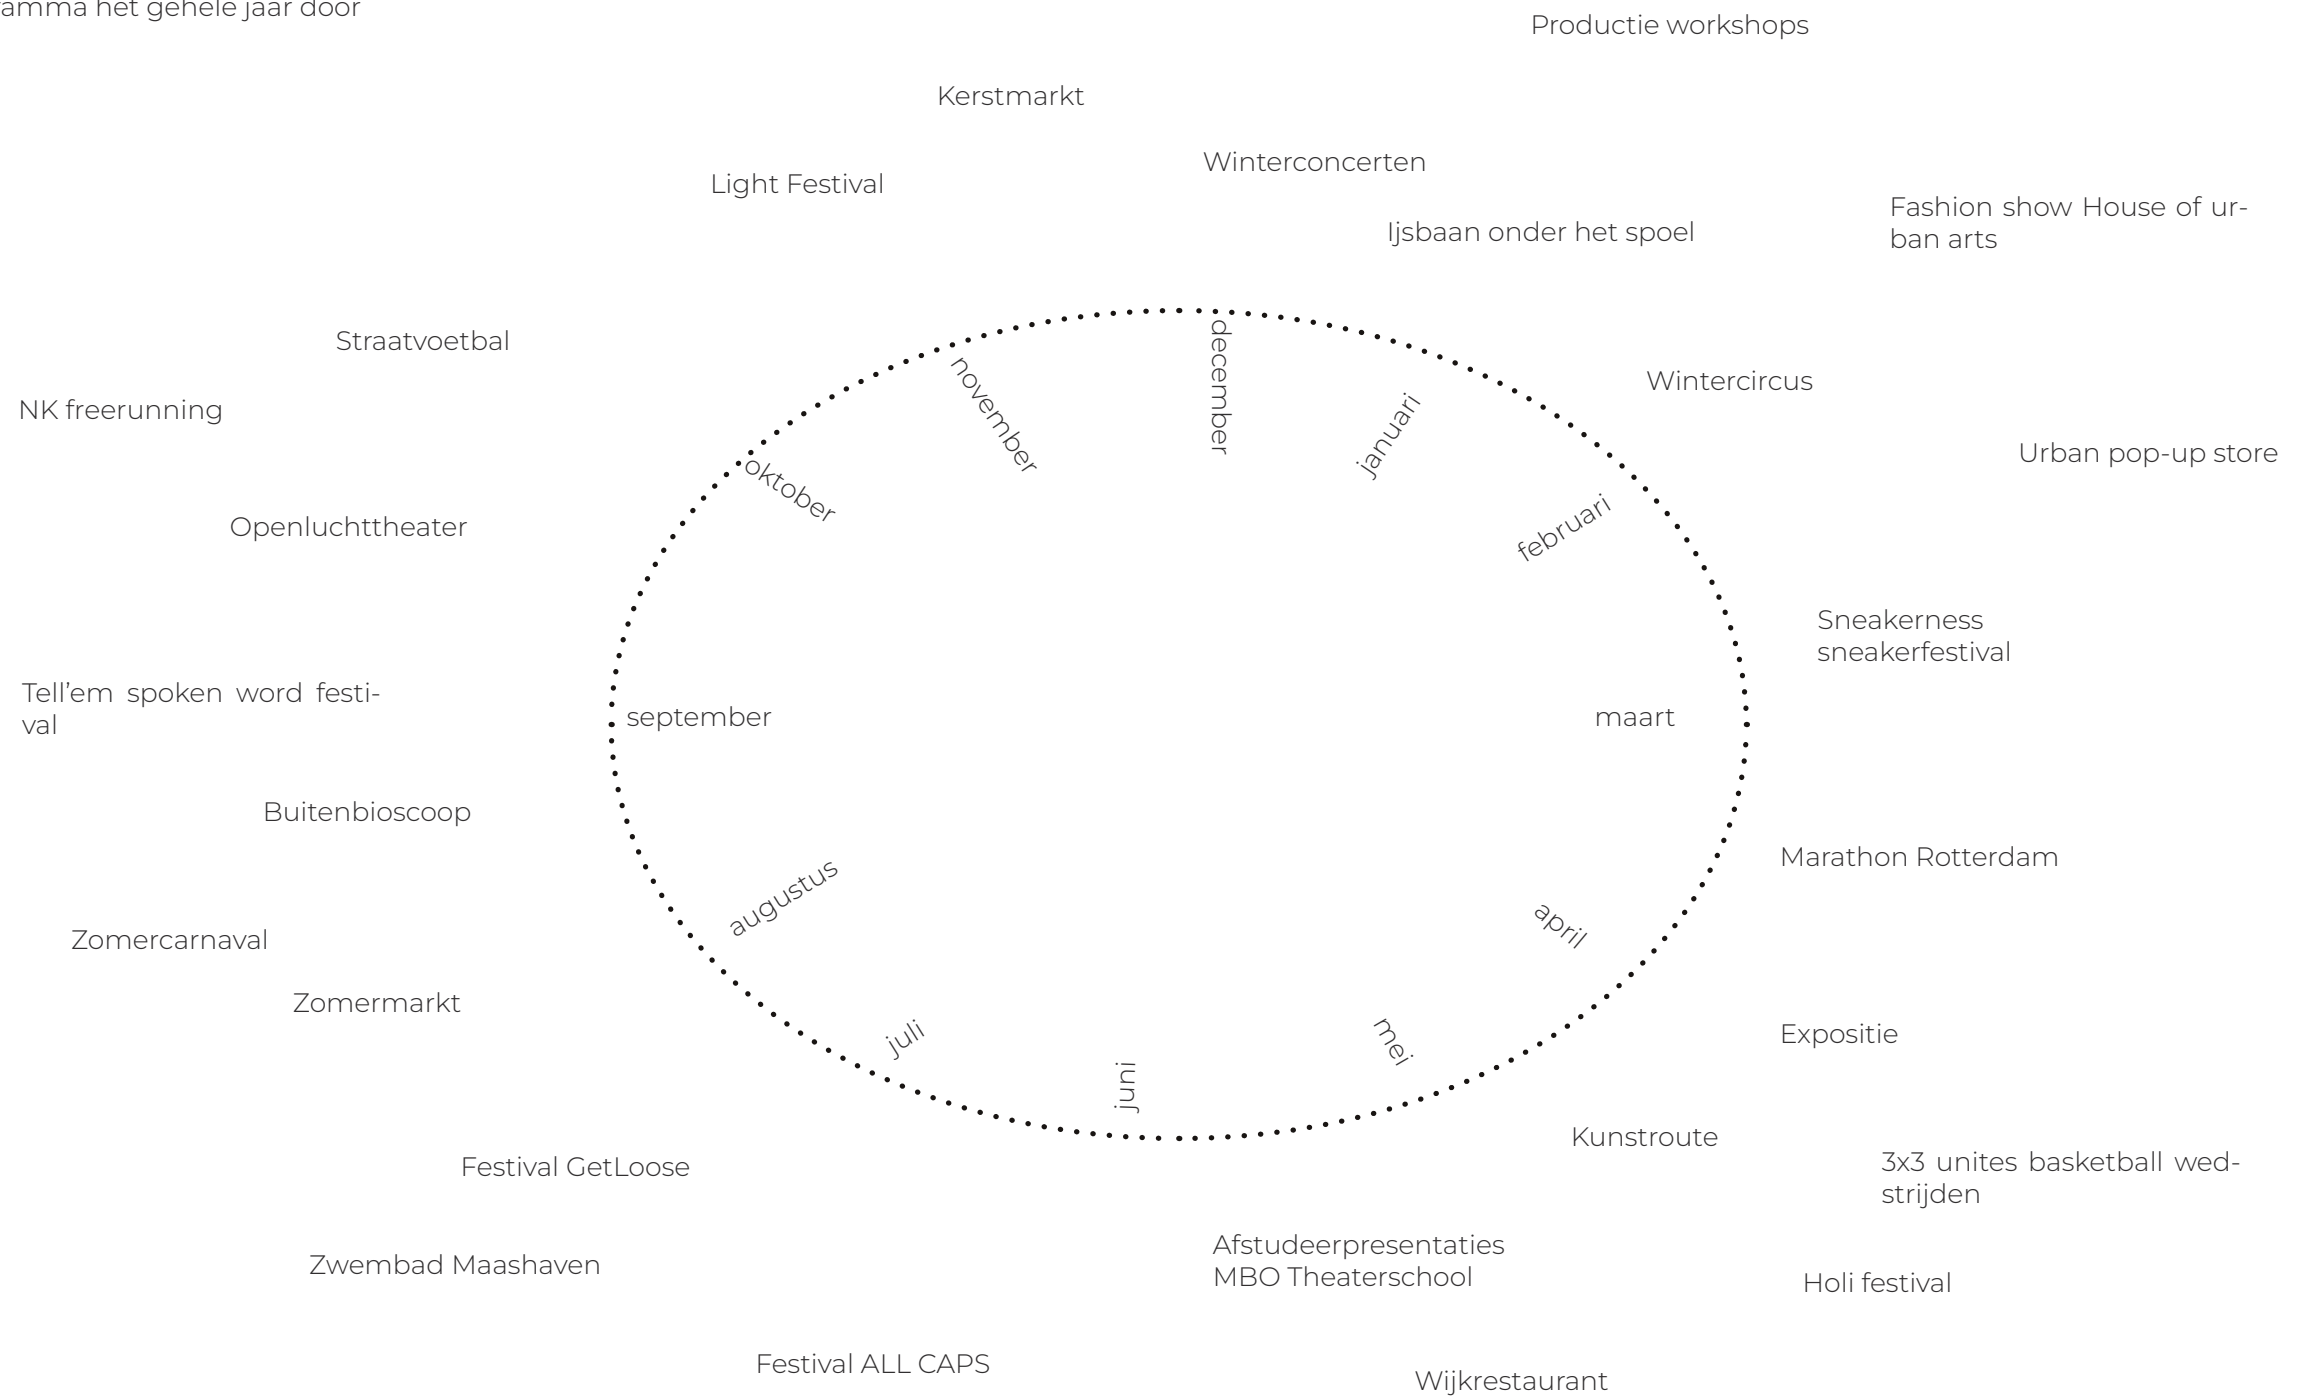 amma het gehele jaar door
Productie workshops
Kerstmarkt
Winterconcerten
Light Festival
Fashion show House of ur-
ban arts
Ijsbaan onder het spoel
Straatvoetbal
december
november
Wintercircus
januari
NK freerunning
Urban pop-up store
oktober
februari
Openluchttheater
Sneakerness
sneakerfestival
Tell'em spoken word festi-
val
september
maart
Buitenbioscoop
Marathon Rotterdam
augustus
april
Zomercarnaval
Zomermarkt
juli
mei
Expositie
juni
Kunstroute
Festival GetLoose
3x3 unites basketball wed-
strijden
Afstudeerpresentaties
MBO Theaterschool
Zwembad Maashaven
Holi festival
Festival ALL CAPS
Wijkrestaurant